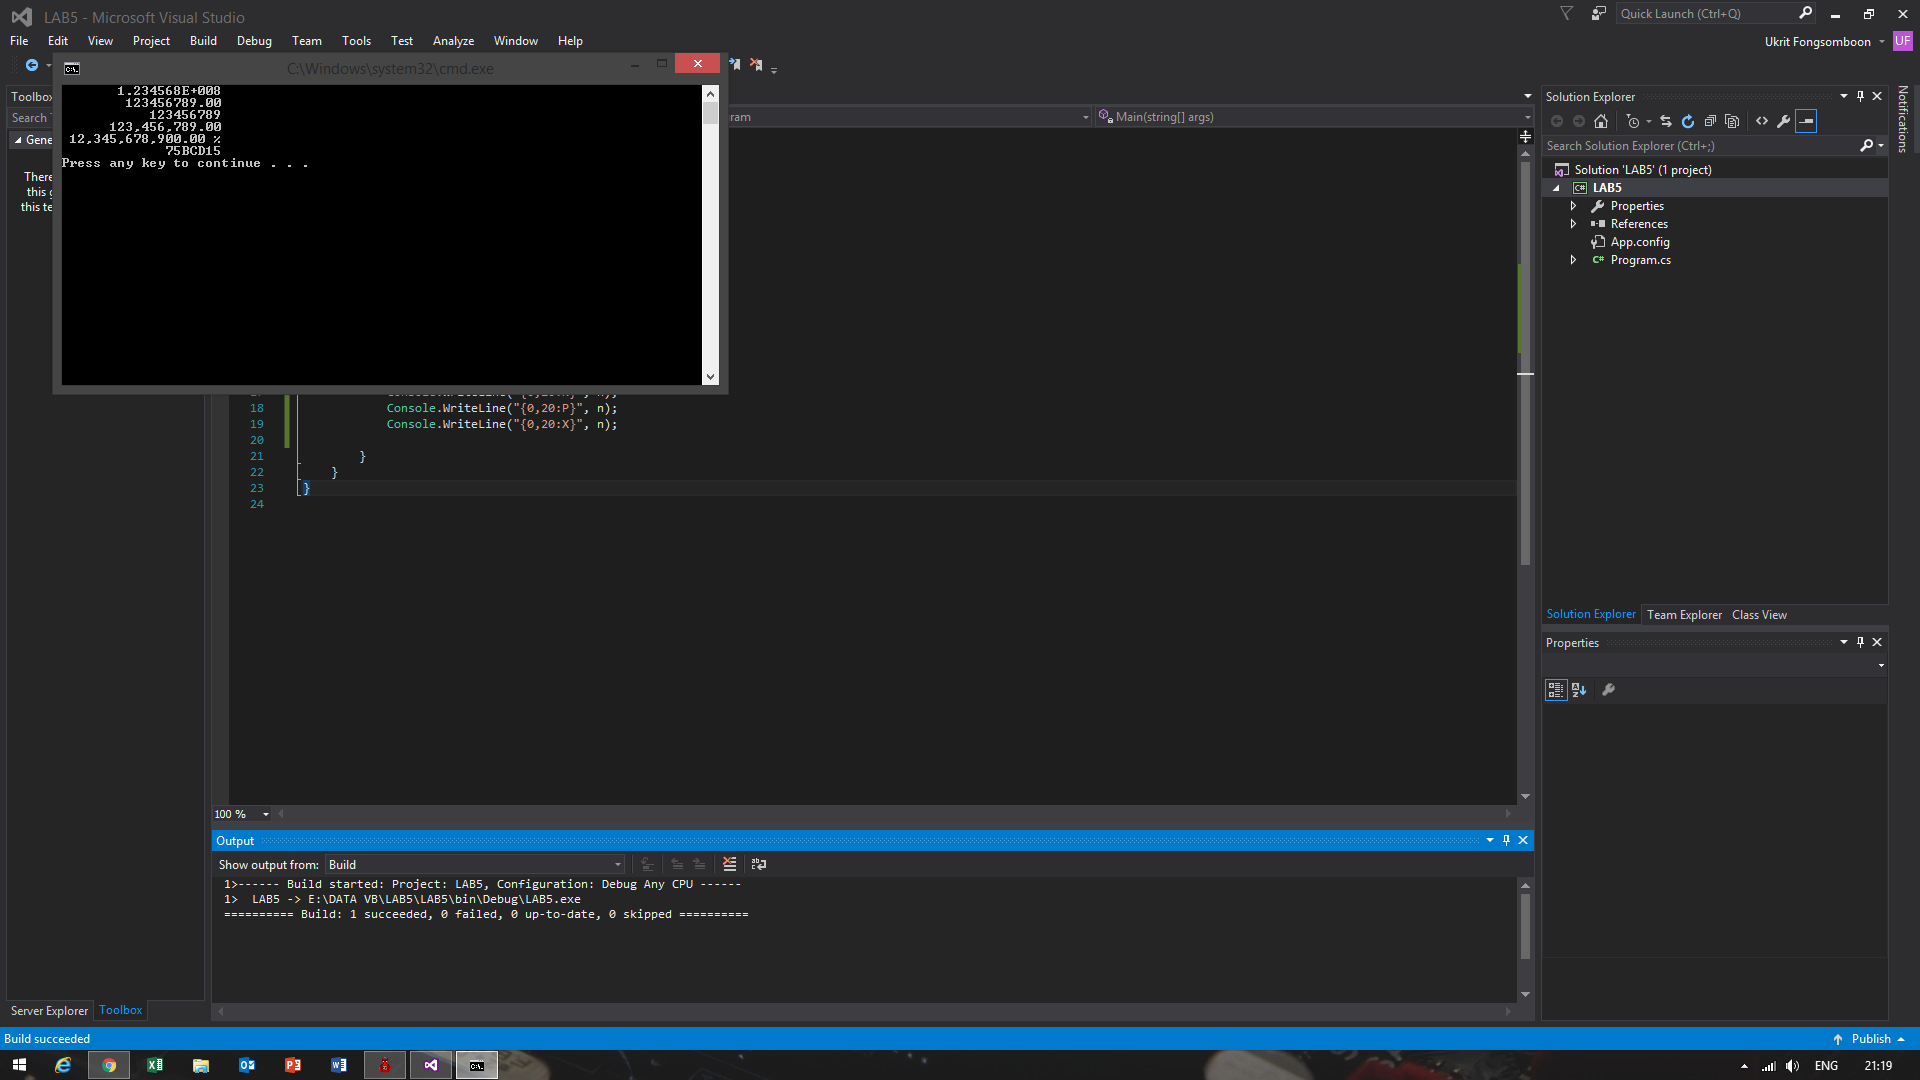 LAB5 - Microsoft Visual Studio
Quick Launch (Ctrl+Q)
File Edit View Project Build Debug Team Tools Test Analyze Window Help
Ukrit Fongsomboon
UF
C:\Windows\system32\cmd.exe
1.234568E+008
123456789.00
123456789
123,456,789.00
12,345,678,900.00 %
75BCD15
Press any key to continue . . .
Toolbox
Search
Gene
There
this g
this te
ram
Main(string[] args)
18 Console.WriteLine("{0,20:P}", n);
19 Console.WriteLine("{0,20:X}", n);
20
21 }
22 }
23 }
24
100 %
Output
Show output from: Build
1>------ Build started: Project: LAB5, Configuration: Debug Any CPU ------
1>  LAB5 -> E:\DATA VB\LAB5\LAB5\bin\Debug\LAB5.exe
========== Build: 1 succeeded, 0 failed, 0 up-to-date, 0 skipped ==========
Solution Explorer
Search Solution Explorer (Ctrl+;)
Solution 'LAB5' (1 project)
C# LAB5
Properties
References
App.config
C# Program.cs
Solution Explorer Team Explorer Class View
Properties
Notifications
Server Explorer Toolbox
Build succeeded
Publish
ENG 21:19